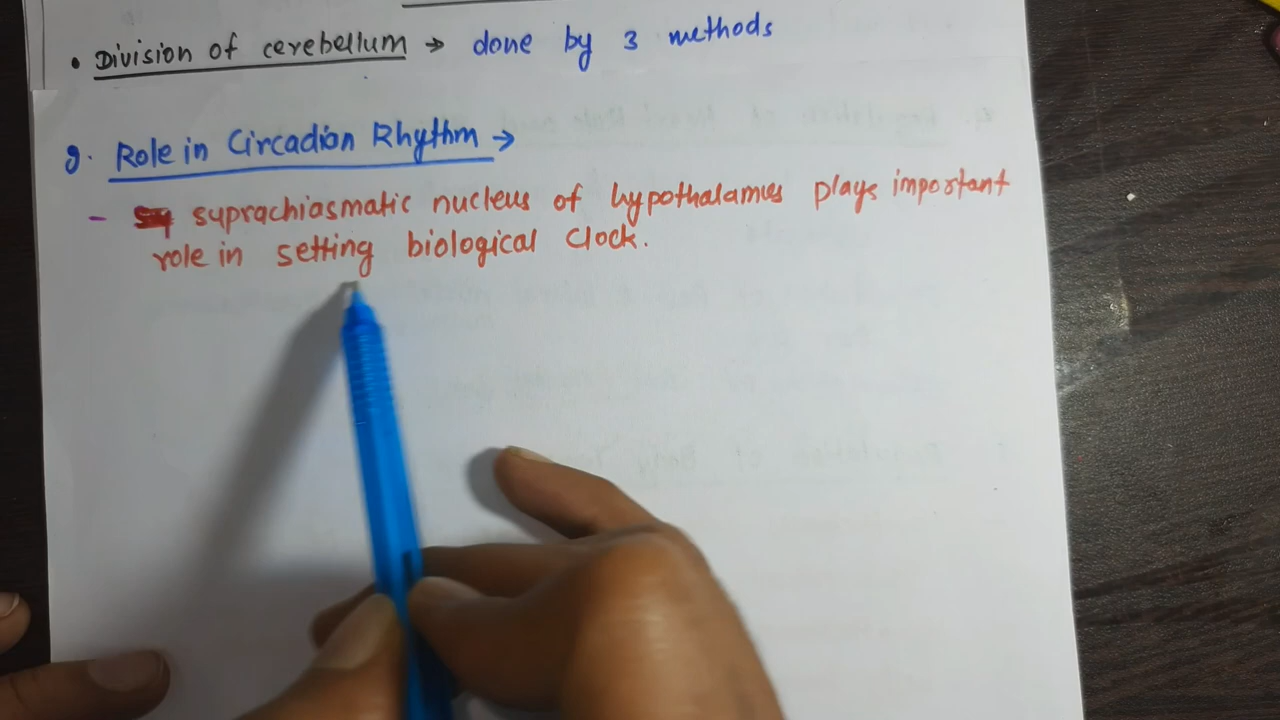 • Division of cerebellum → done by 3 methods
9. Role in Circadion Rhythm →
- suprachiasmatic nucleus of hypothalamus plays important
role in setting biological clock.